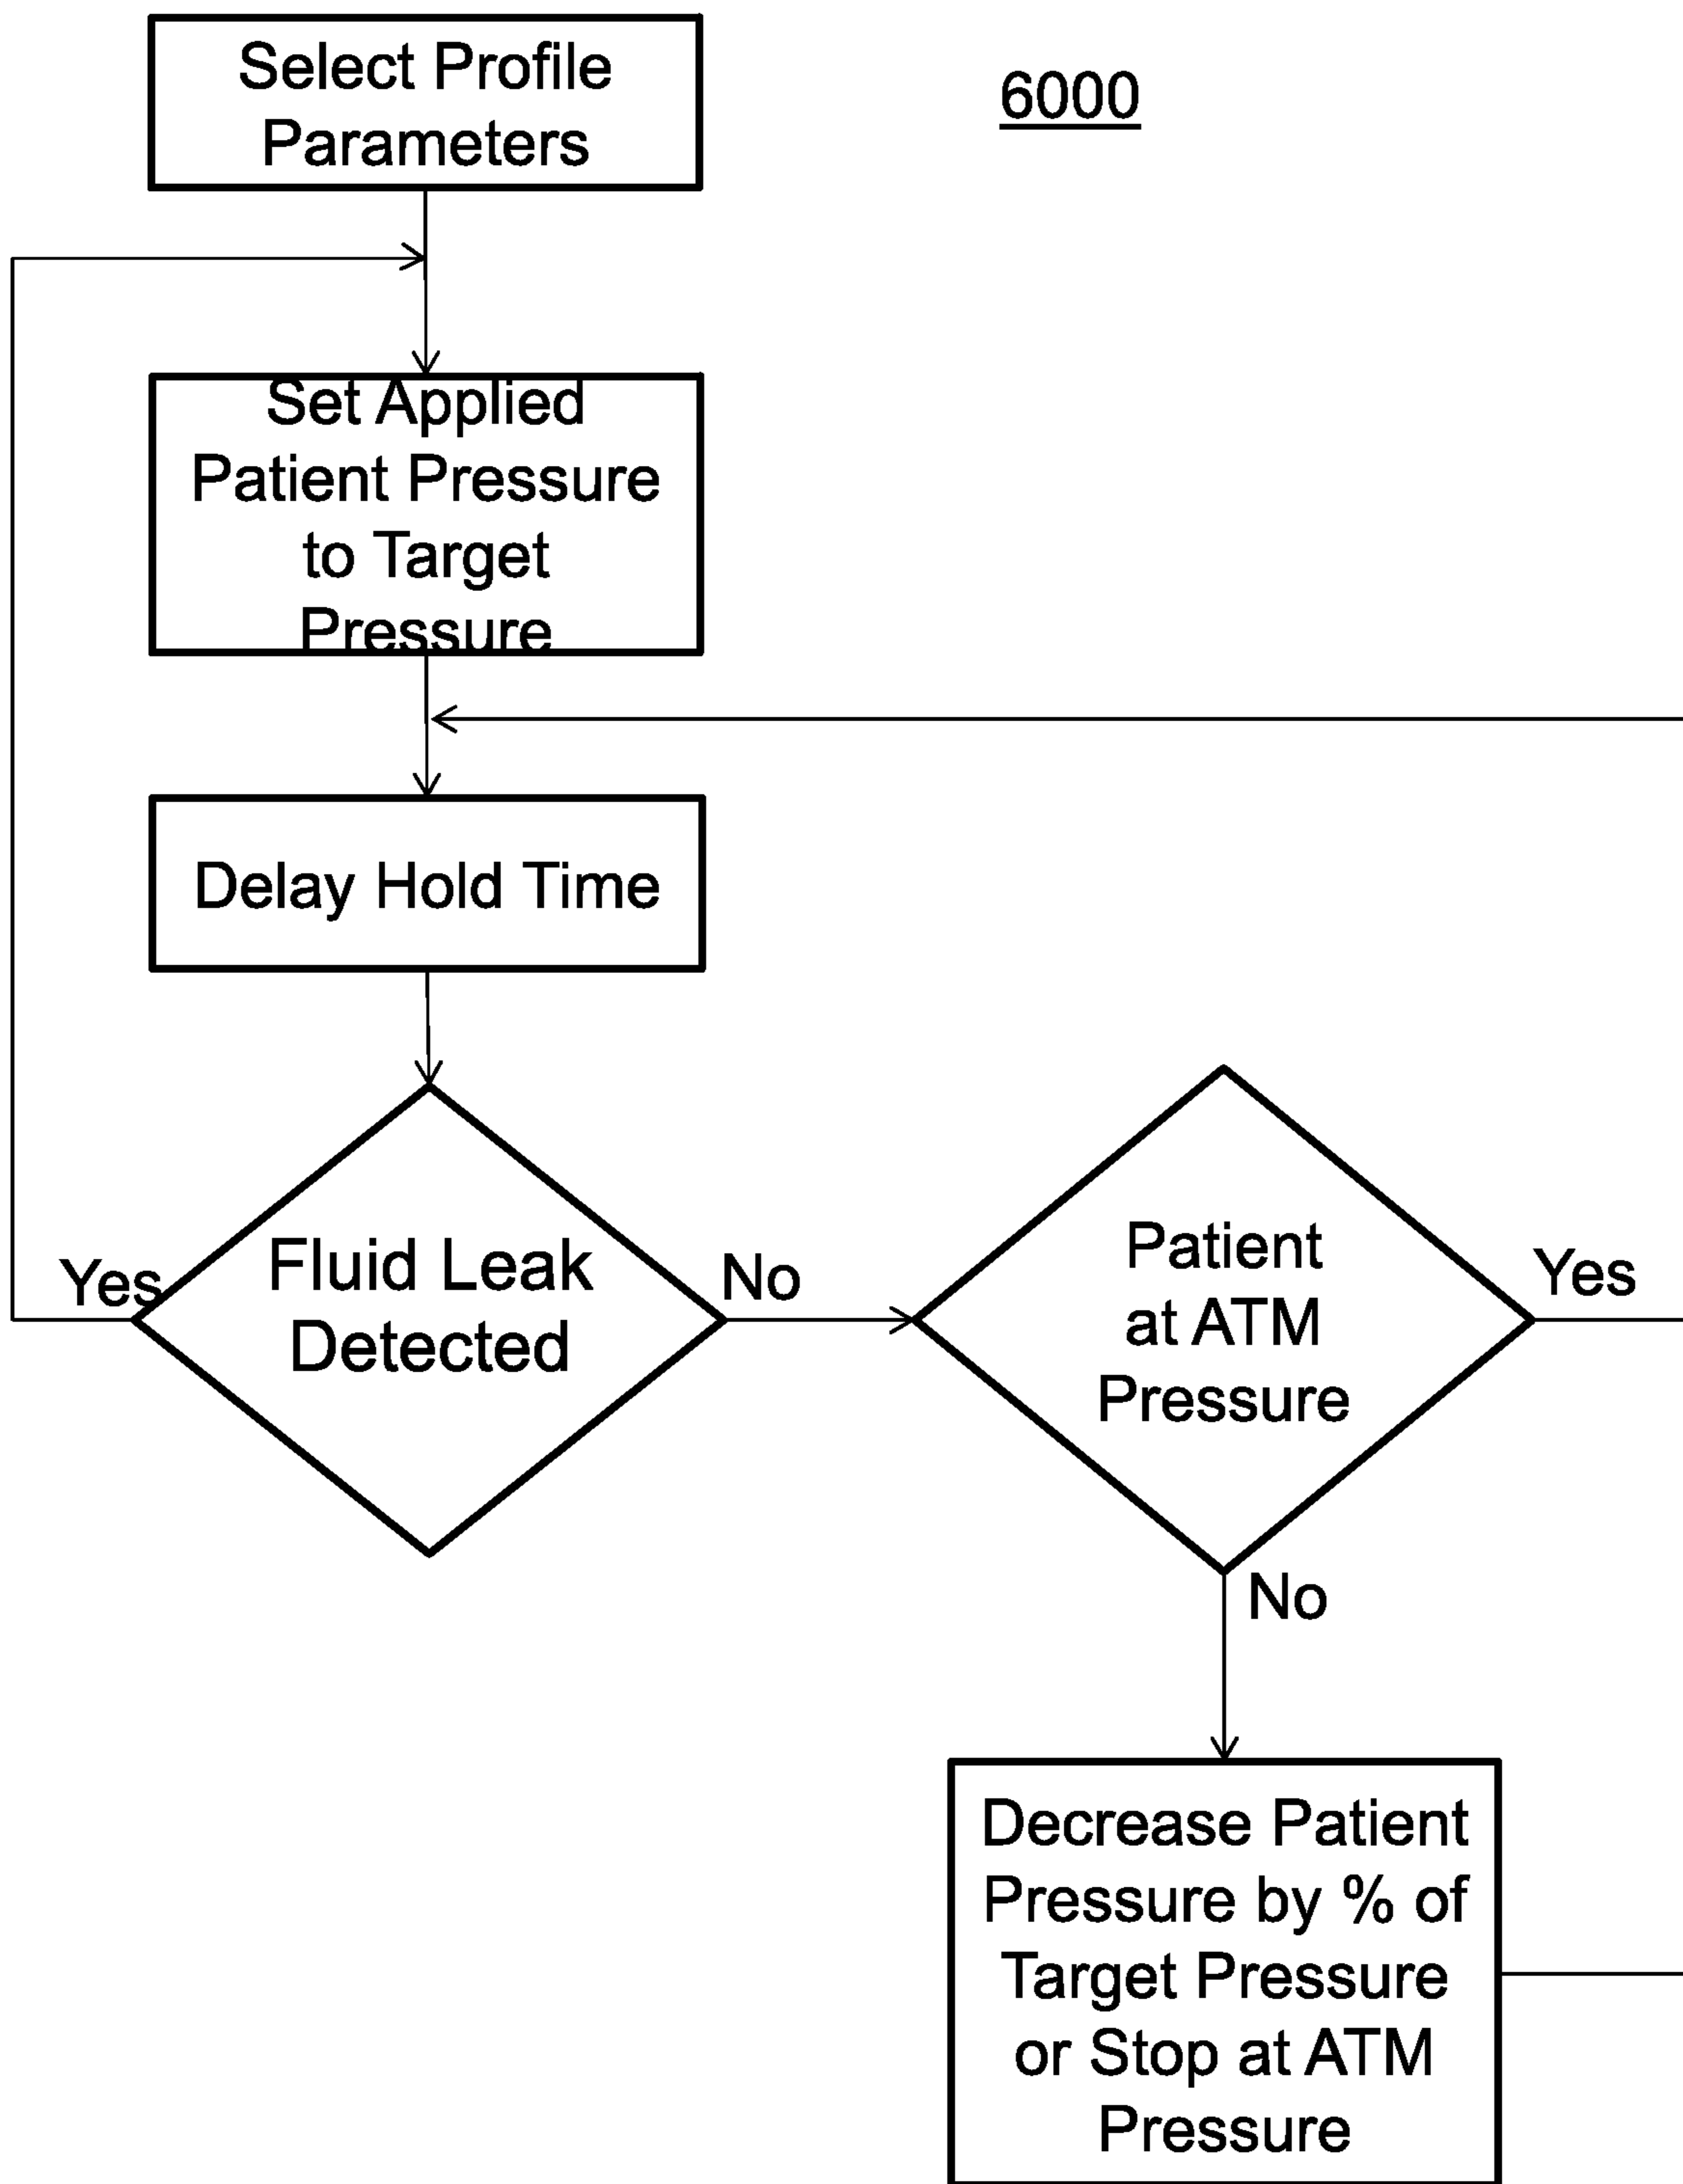 Select Profile
Parameters
6000
Set Applied
Patient Pressure
to Target
Pressure
Delay Hold Time
Yes
Fluid Leak
Detected
No
Patient
at ATM
Pressure
Yes
No
Decrease Patient
Pressure by % of
Target Pressure
or Stop at ATM
Pressure